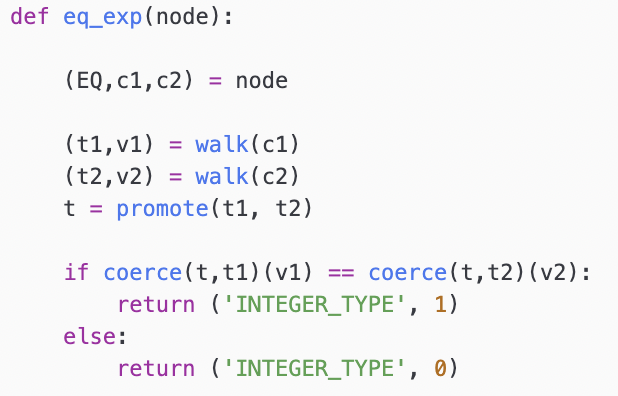 def eq_exp(node):
    (EQ,c1,c2) = node
    (t1,v1) = walk(c1)
    (t2,v2) = walk(c2)
    t = promote(t1, t2)
    if coerce(t,t1)(v1) == coerce(t,t2)(v2):
        return ('INTEGER_TYPE', 1)
    else:
        return ('INTEGER_TYPE', 0)